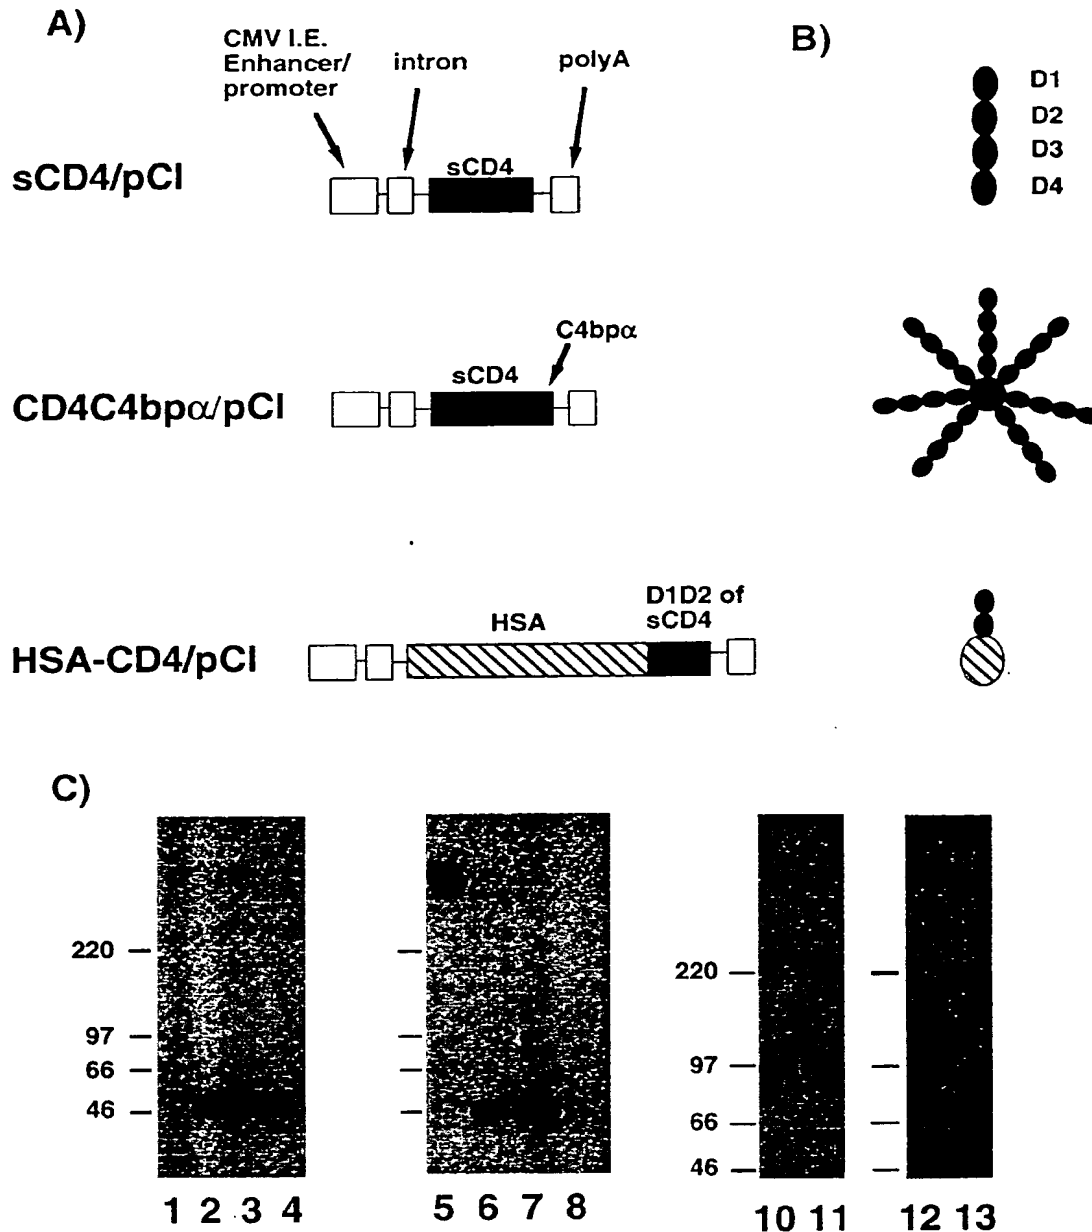 A)
B)
CMV I.E.
Enhancer/
promoter
intron
polyA
D1
D2
D3
D4
sCD4/pCI
sCD4
C4bpα
CD4C4bpα/pCI
sCD4
D1D2 of
sCD4
HSA
HSA-CD4/pCI
C)
220
97
66
46
1 2 3 4
5 6 7 8
220
97
66
46
10 11
12 13